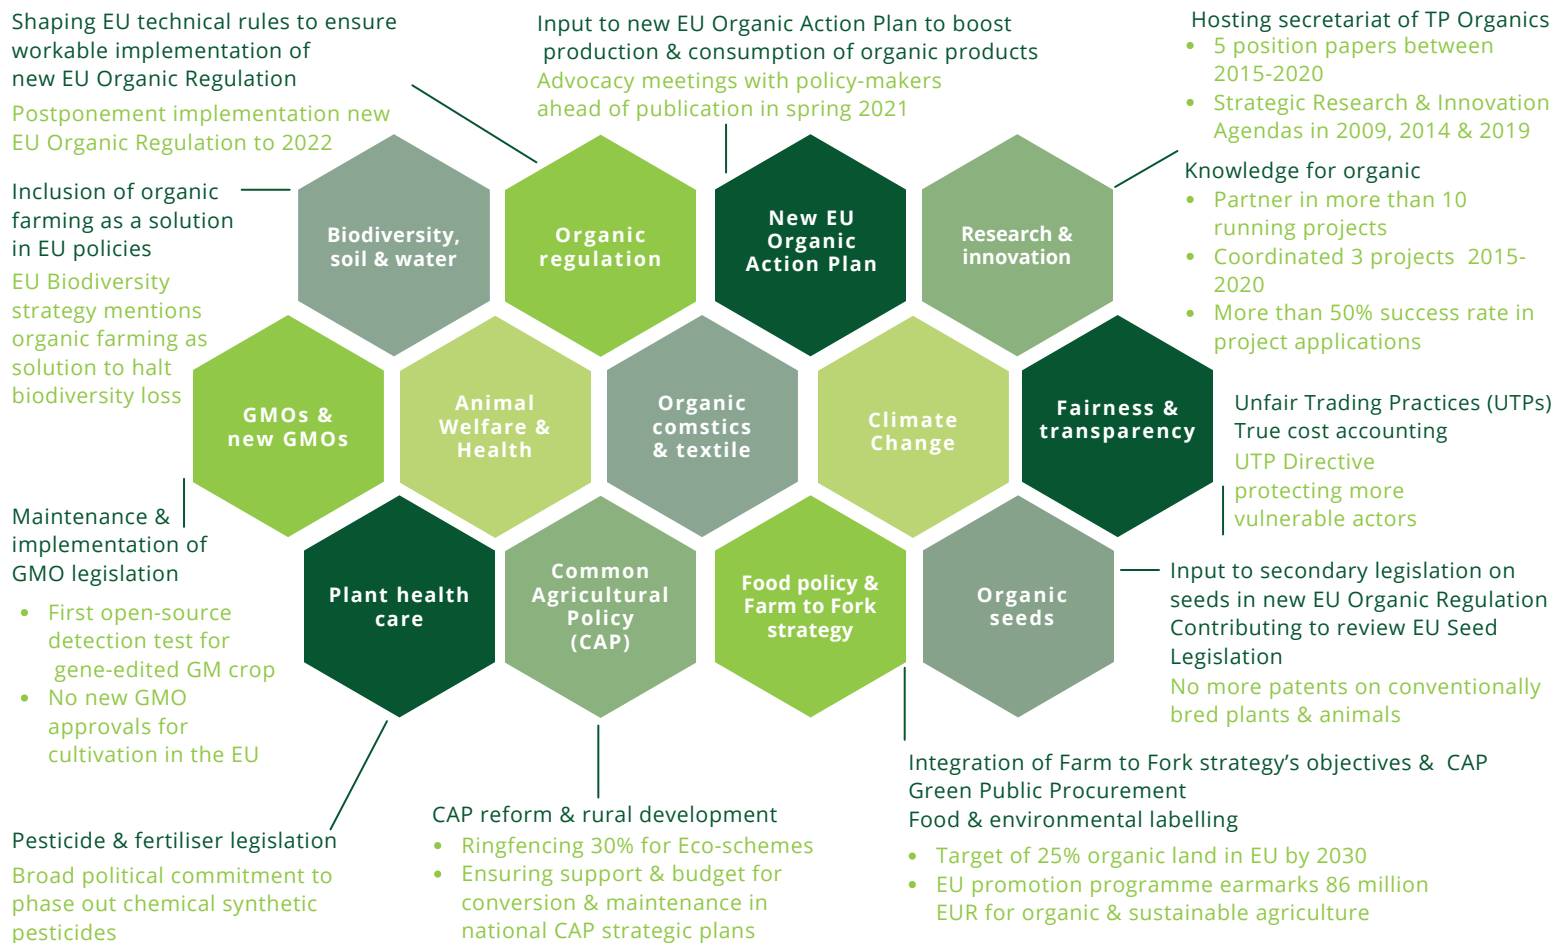 Shaping EU technical rules to ensure
workable implementation of
new EU Organic Regulation
Postponement implementation new
EU Organic Regulation to 2022
Input to new EU Organic Action Plan to boost
production & consumption of organic products
Advocacy meetings with policy-makers
ahead of publication in spring 2021
Hosting secretariat of TP Organics
• 5 position papers between
2015-2020
• Strategic Research & Innovation
Agendas in 2009, 2014 & 2019
Knowledge for organic
• Partner in more than 10
running projects
• Coordinated 3 projects 2015-
2020
• More than 50% success rate in
project applications
Inclusion of organic
farming as a solution
in EU policies
EU Biodiversity
strategy mentions
organic farming as
solution to halt
biodiversity loss
Biodiversity,
soil & water
Organic
regulation
New EU
Organic
Action Plan
Research &
innovation
GMOs &
new GMOs
Animal
Welfare &
Health
Organic
comstics
& textile
Climate
Change
Fairness &
transparency
Unfair Trading Practices (UTPs)
True cost accounting
UTP Directive
protecting more
vulnerable actors
Maintenance &
implementation of
GMO legislation
• First open-source
detection test for
gene-edited GM crop
• No new GMO
approvals for
cultivation in the EU
Plant health
care
Common
Agricultural
Policy
(CAP)
Food policy &
Farm to Fork
strategy
Organic
seeds
Input to secondary legislation on
seeds in new EU Organic Regulation
Contributing to review EU Seed
Legislation
No more patents on conventionally
bred plants & animals
Pesticide & fertiliser legislation
Broad political commitment to
phase out chemical synthetic
pesticides
CAP reform & rural development
• Ringfencing 30% for Eco-schemes
• Ensuring support & budget for
conversion & maintenance in
national CAP strategic plans
Integration of Farm to Fork strategy’s objectives & CAP
Green Public Procurement
Food & environmental labelling
• Target of 25% organic land in EU by 2030
• EU promotion programme earmarks 86 million
EUR for organic & sustainable agriculture